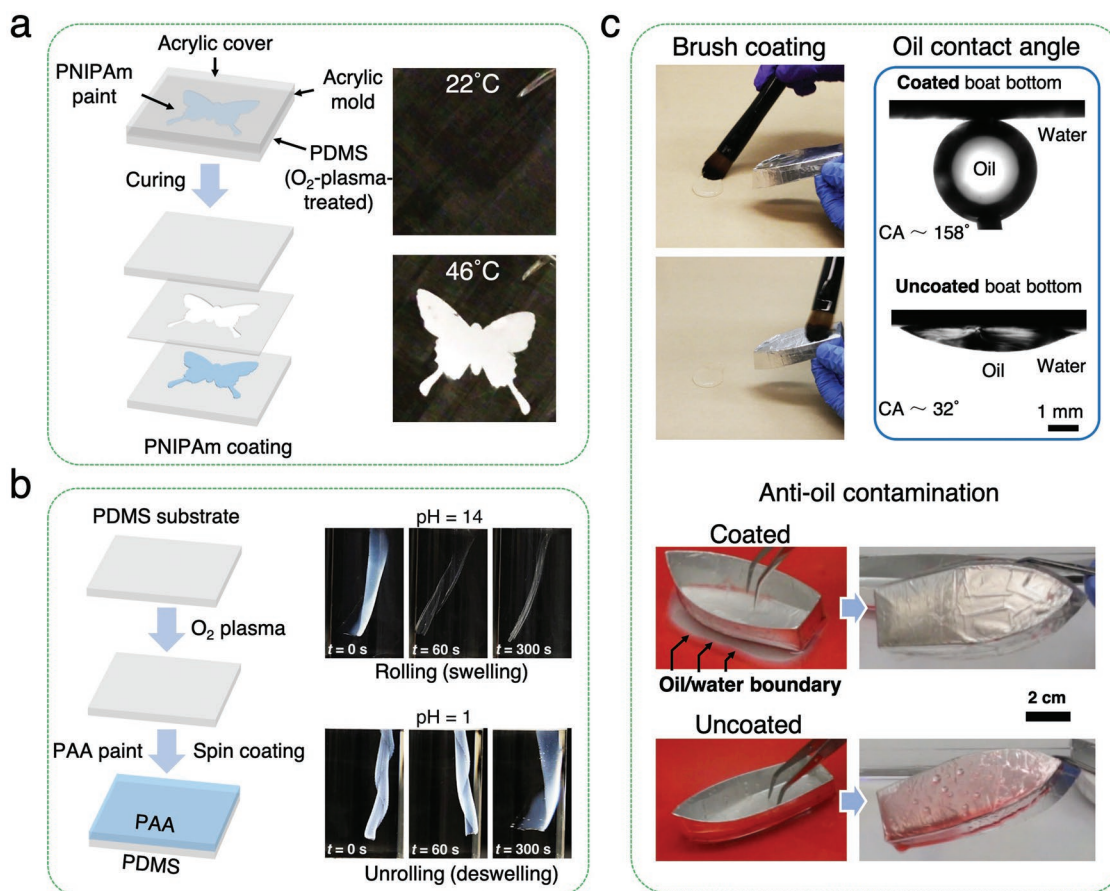 a
Acrylic cover
PNIPAm
paint
Acrylic
mold
PDMS
(O₂-plasma-
treated)
Curing
PNIPAm coating
22°C
46°C
b
PDMS substrate
O₂ plasma
PAA paint
Spin coating
PAA
PDMS
pH = 14
t = 0 s
t = 60 s
t = 300 s
Rolling (swelling)
pH = 1
t = 0 s
t = 60 s
t = 300 s
Unrolling (deswelling)
c
Brush coating
Oil contact angle
Coated boat bottom
Water
Oil
CA ～ 158°
Uncoated boat bottom
Oil
Water
CA ～ 32°
1 mm
Anti-oil contamination
Coated
Oil/water boundary
2 cm
Uncoated